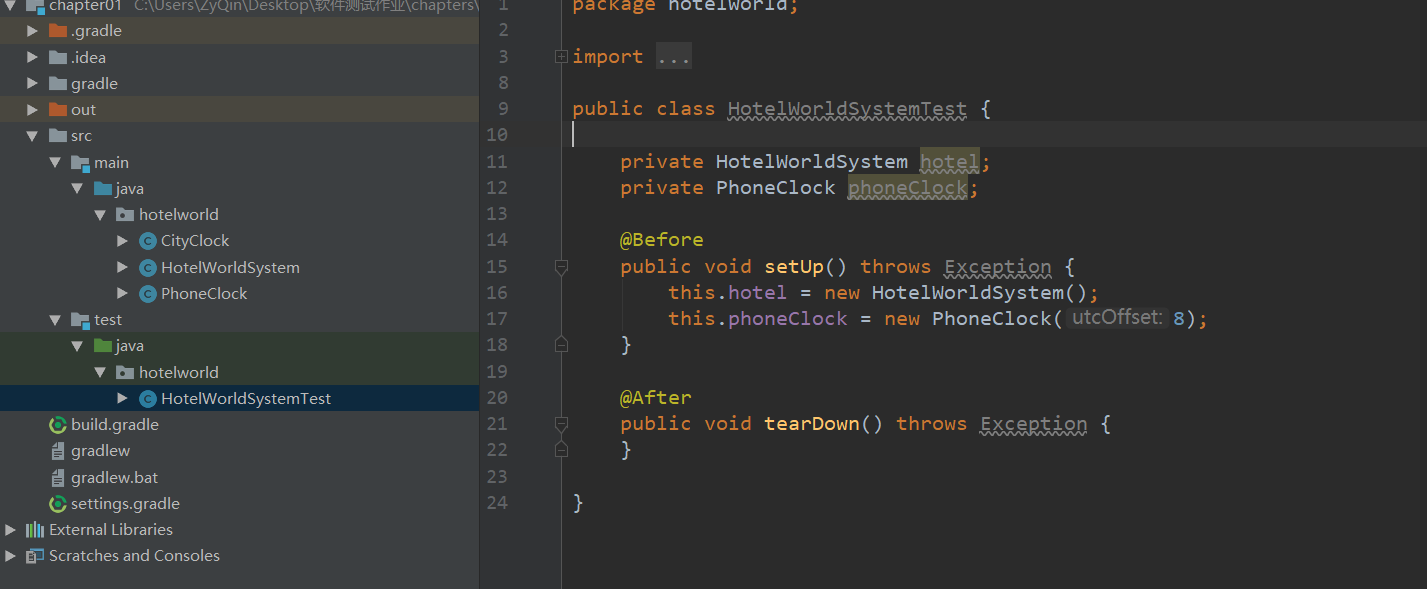 chapter01 C:\Users\ZyQin\Desktop\软件测试作业\chapters\
.gradle
.idea
gradle
out
src
main
java
hotelworld
CityClock
HotelWorldSystem
PhoneClock
test
java
hotelworld
HotelWorldSystemTest
build.gradle
gradlew
gradlew.bat
settings.gradle
External Libraries
Scratches and Consoles
1 package hotelworld;
2
3 import ...
8
9 public class HotelWorldSystemTest {
10
11 private HotelWorldSystem hotel;
12 private PhoneClock phoneClock;
13
14 @Before
15 public void setUp() throws Exception {
16 this.hotel = new HotelWorldSystem();
17 this.phoneClock = new PhoneClock( utcOffset: 8);
18 }
19
20 @After
21 public void tearDown() throws Exception {
22 }
23
24 }